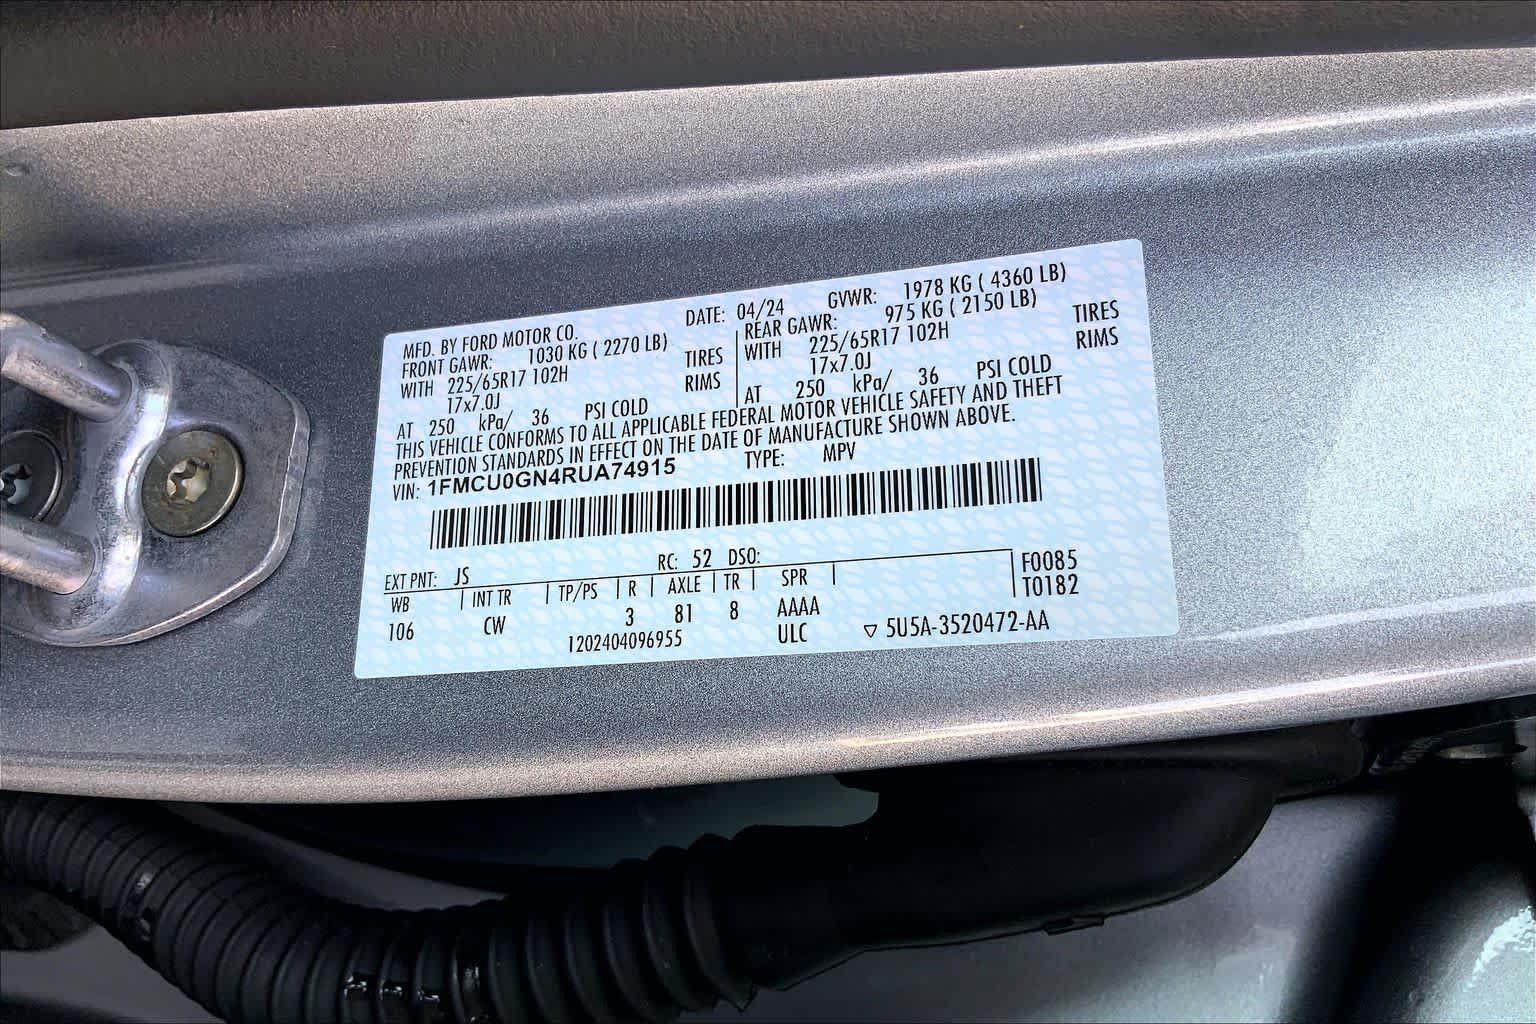 MFD. BY FORD MOTOR CO. DATE: 04/24 GVWR: 1978 KG ( 4360 LB)
FRONT GAWR: 1030 KG ( 2270 LB) REAR GAWR: 975 KG ( 2150 LB)
WITH 225/65R17 102H TIRES WITH 225/65R17 102H TIRES
17x7.0J RIMS 17x7.0J RIMS
AT 250 kPa/ 36 PSI COLD AT 250 kPa/ 36 PSI COLD
THIS VEHICLE CONFORMS TO ALL APPLICABLE FEDERAL MOTOR VEHICLE SAFETY AND THEFT
PREVENTION STANDARDS IN EFFECT ON THE DATE OF MANUFACTURE SHOWN ABOVE.
VIN: 1FMCU0GN4RUA74915 TYPE: MPV
EXT PNT: JS RC: 52 DSO: F0085
WB INT TR TP/PS R AXLE TR SPR T0182
106 CW 3 81 8 AAAA
1202404096955 ULC ▽ 5U5A-3520472-AA